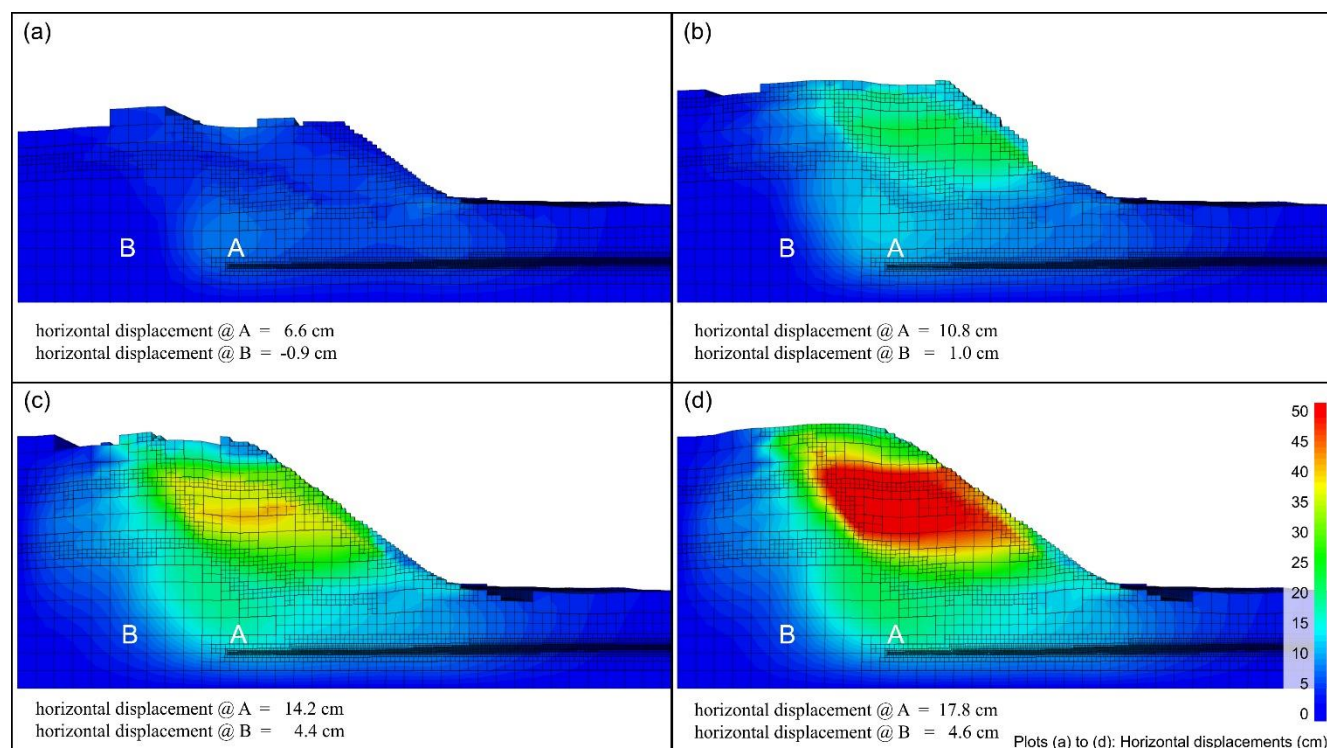 (a)
B
A
horizontal displacement @ A = 6.6 cm
horizontal displacement @ B = -0.9 cm
(b)
B
A
horizontal displacement @ A = 10.8 cm
horizontal displacement @ B = 1.0 cm
(c)
B
A
horizontal displacement @ A = 14.2 cm
horizontal displacement @ B = 4.4 cm
(d)
B
A
50
45
40
35
30
25
20
15
10
5
0
horizontal displacement @ A = 17.8 cm
horizontal displacement @ B = 4.6 cm
Plots (a) to (d): Horizontal displacements (cm)